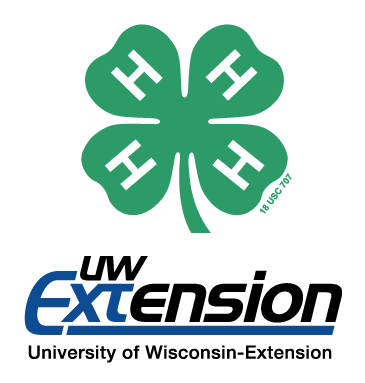 H H
H H
18 USC 707
UW
Extension
University of Wisconsin-Extension